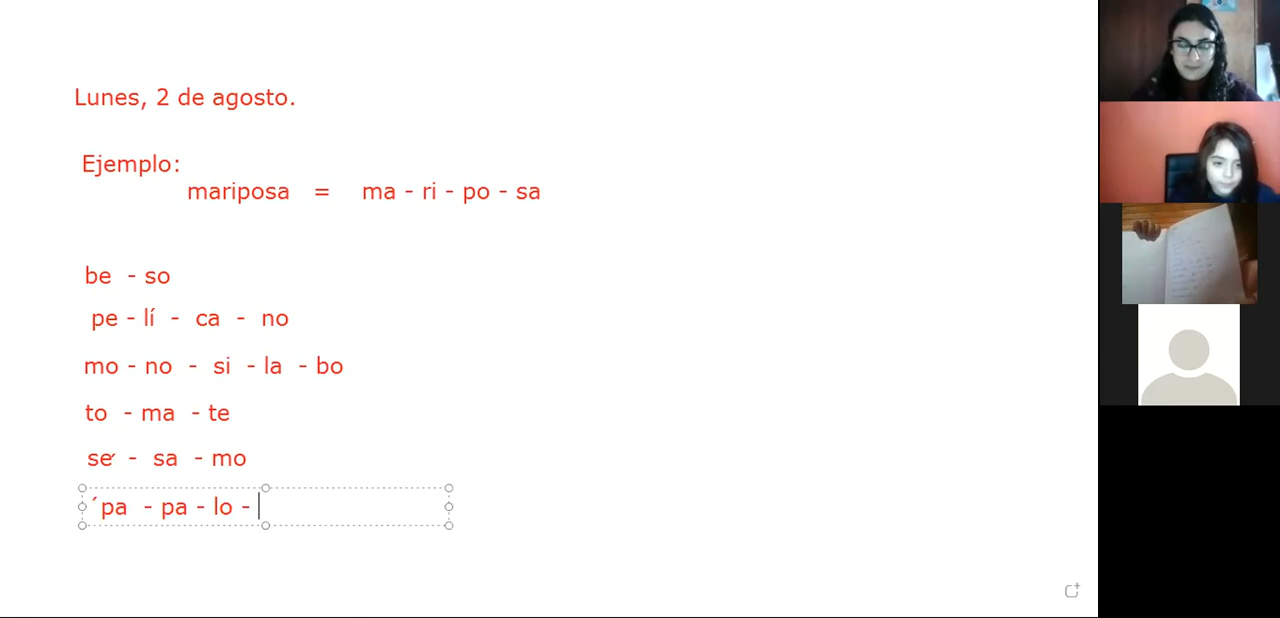 Lunes, 2 de agosto.
Ejemplo:
mariposa = ma - ri - po - sa
be - so
pe - lí - ca - no
mo - no - si - la - bo
to - ma - te
se´ - sa - mo
´pa - pa - lo -